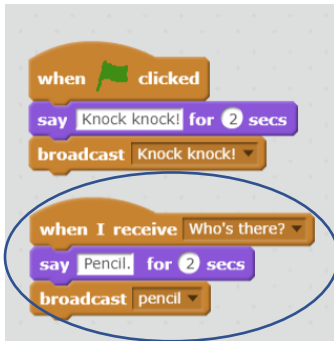 when clicked
say Knock knock! for 2 secs
broadcast Knock knock!
when I receive Who's there?
say Pencil. for 2 secs
broadcast pencil